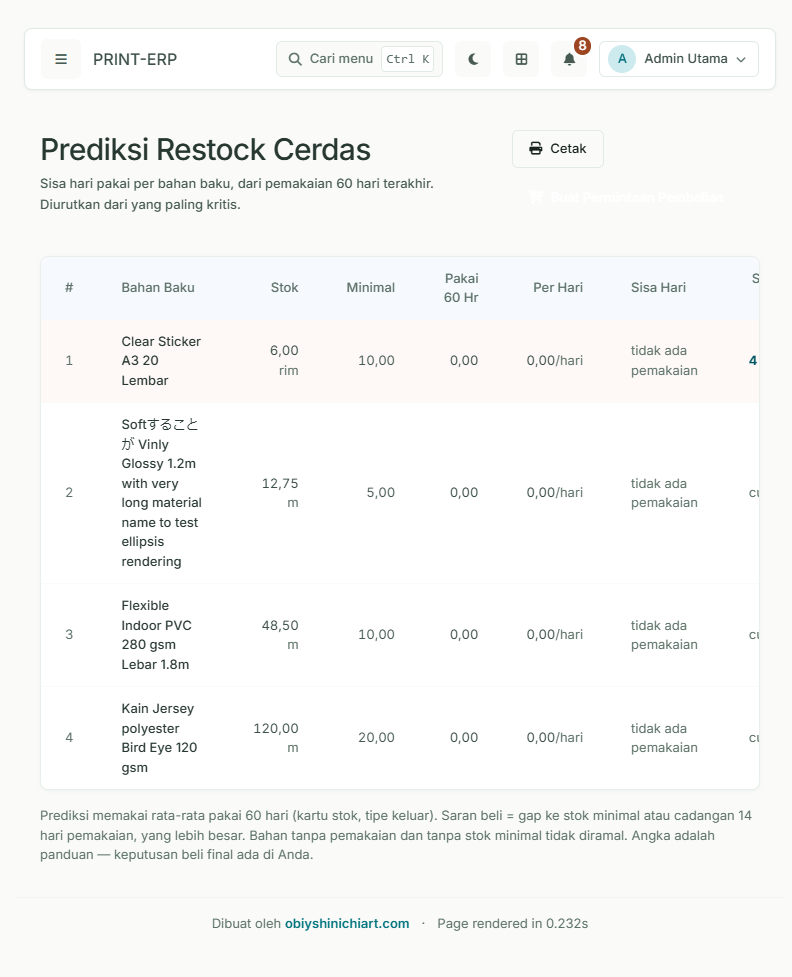 PRINT-ERP
Cari menu
Ctrl K
8
A
Admin Utama
Prediksi Restock Cerdas
Sisa hari pakai per bahan baku, dari pemakaian 60 hari terakhir.
Diurutkan dari yang paling kritis.
Cetak
Buat Permintaan Pembelian
#
Bahan Baku
Stok
Minimal
Pakai
60 Hr
Per Hari
Sisa Hari
1
Clear Sticker
A3 20
Lembar
6,00
rim
10,00
0,00
0,00/hari
tidak ada
pemakaian
4
2
Softすること
が Vinly
Glossy 1.2m
with very
long material
name to test
ellipsis
rendering
12,75
m
5,00
0,00
0,00/hari
tidak ada
pemakaian
3
Flexible
Indoor PVC
280 gsm
Lebar 1.8m
48,50
m
10,00
0,00
0,00/hari
tidak ada
pemakaian
4
Kain Jersey
polyester
Bird Eye 120
gsm
120,00
m
20,00
0,00
0,00/hari
tidak ada
pemakaian
Prediksi memakai rata-rata pakai 60 hari (kartu stok, tipe keluar). Saran beli = gap ke stok minimal atau cadangan 14
hari pemakaian, yang lebih besar. Bahan tanpa pemakaian dan tanpa stok minimal tidak diramal. Angka adalah
panduan — keputusan beli final ada di Anda.
Dibuat oleh obiyshinichiart.com · Page rendered in 0.232s